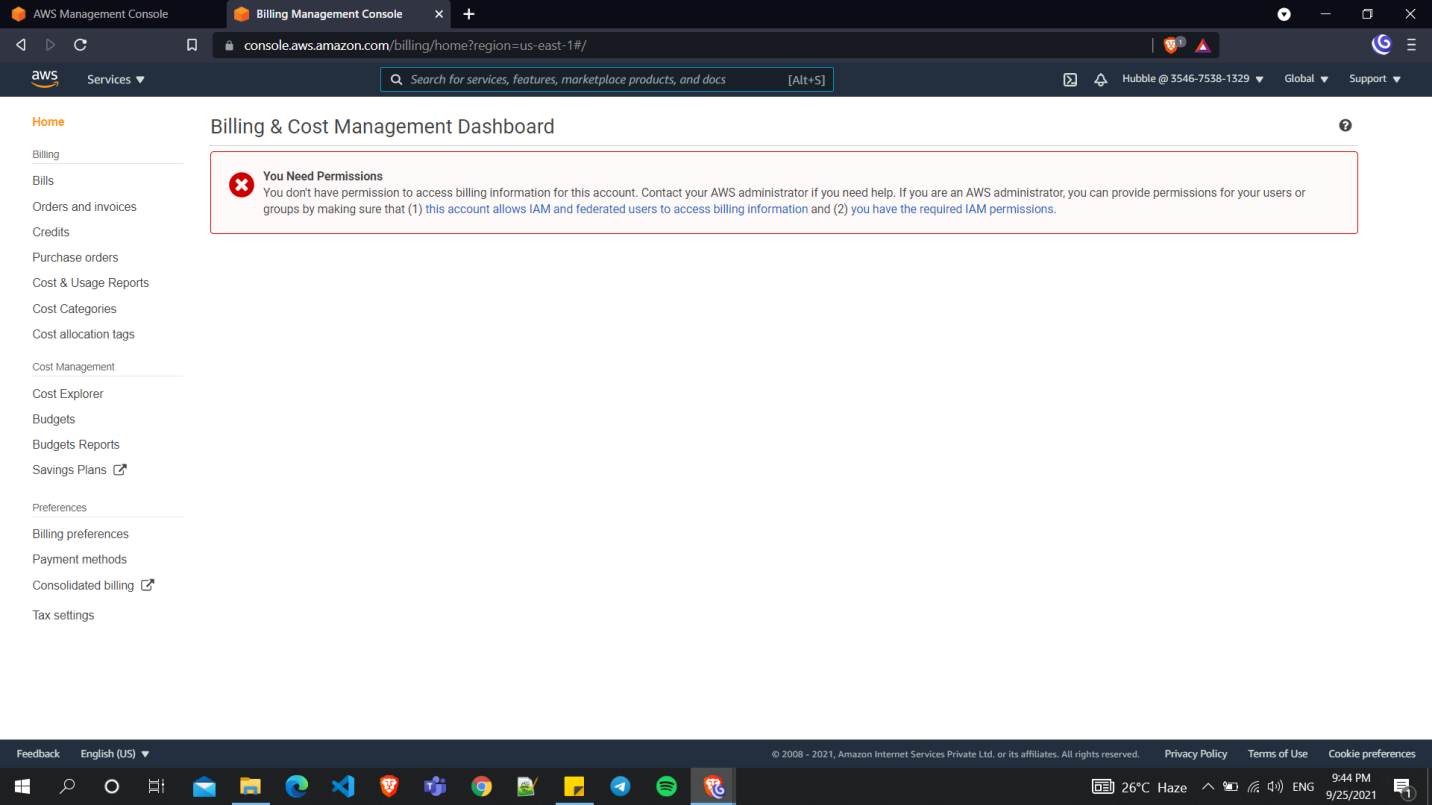 AWS Management Console
Billing Management Console
console.aws.amazon.com/billing/home?region=us-east-1#/
1
aws
Services
Search for services, features, marketplace products, and docs
[Alt+S]
Hubble @ 3546-7538-1329
Global
Support
Home
Billing
Bills
Orders and invoices
Credits
Purchase orders
Cost & Usage Reports
Cost Categories
Cost allocation tags
Cost Management
Cost Explorer
Budgets
Budgets Reports
Savings Plans
Preferences
Billing preferences
Payment methods
Consolidated billing
Tax settings
Billing & Cost Management Dashboard
?
You Need Permissions
You don't have permission to access billing information for this account. Contact your AWS administrator if you need help. If you are an AWS administrator, you can provide permissions for your users or
groups by making sure that (1) this account allows IAM and federated users to access billing information and (2) you have the required IAM permissions.
Feedback
English (US)
© 2008 - 2021, Amazon Internet Services Private Ltd. or its affiliates. All rights reserved.
Privacy Policy
Terms of Use
Cookie preferences
26°C Haze
ENG
9:44 PM
9/25/2021
1